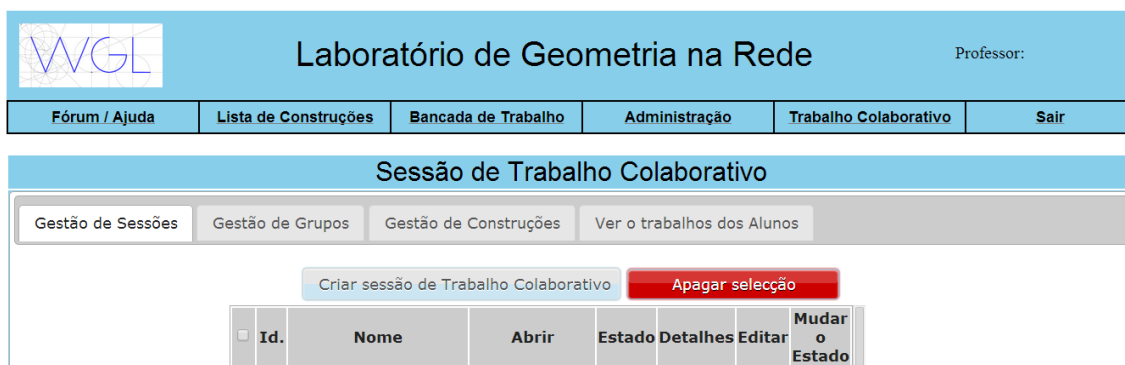 WGL
Laboratório de Geometria na Rede
Professor:
Fórum / Ajuda Lista de Construções Bancada de Trabalho Administração Trabalho Colaborativo Sair
Sessão de Trabalho Colaborativo
Gestão de Sessões Gestão de Grupos Gestão de Construções Ver o trabalhos dos Alunos
Criar sessão de Trabalho Colaborativo Apagar selecção
Id. Nome Abrir Estado Detalhes Editar Mudar
o
Estado